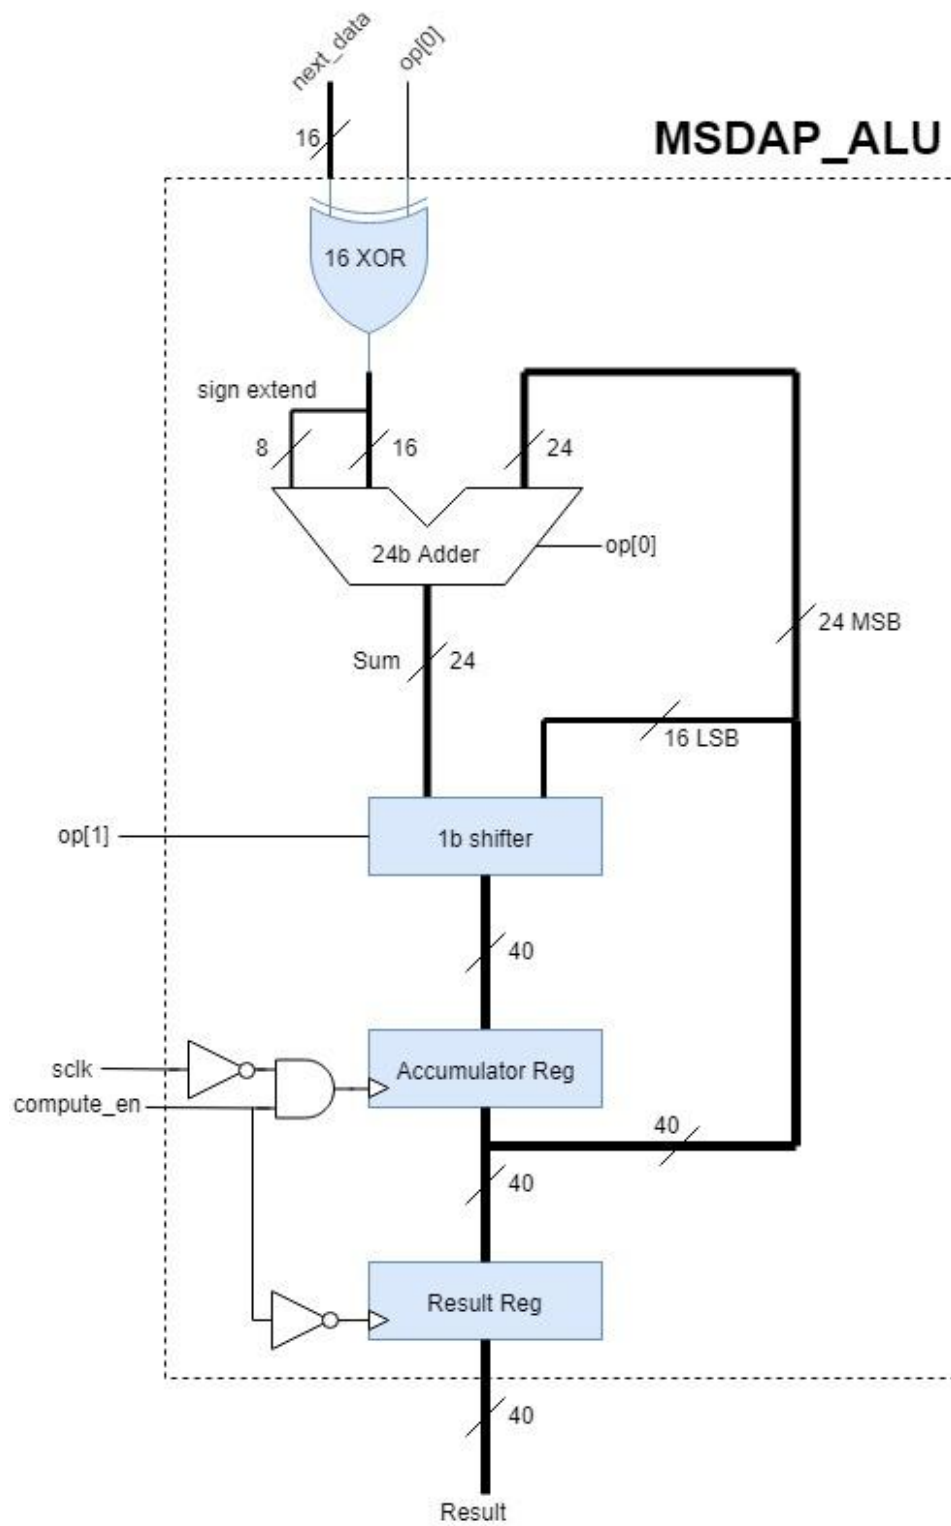 next_data
op[0]
16
MSDAP_ALU
16 XOR
sign extend
8
16
24
24b Adder
op[0]
24 MSB
Sum
24
16 LSB
op[1]
1b shifter
40
sclk
Accumulator Reg
compute_en
40
40
Result Reg
40
Result